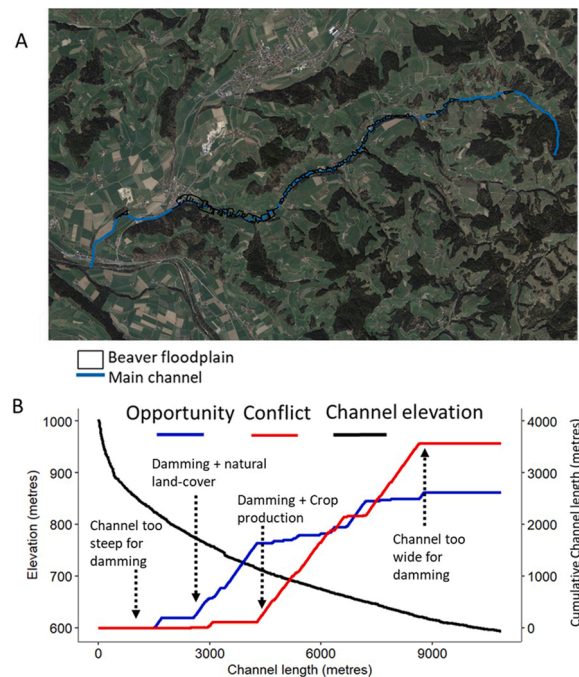 A
Beaver floodplain
Main channel
B
Opportunity Conflict Channel elevation
1000
900
800
700
600
Elevation (metres)
4000
3000
2000
1000
0
Cumulative Channel length (metres)
Damming + natural
land-cover
Damming + Crop
production
Channel too
steep for
damming
Channel too
wide for
damming
0 3000 6000 9000
Channel length (metres)